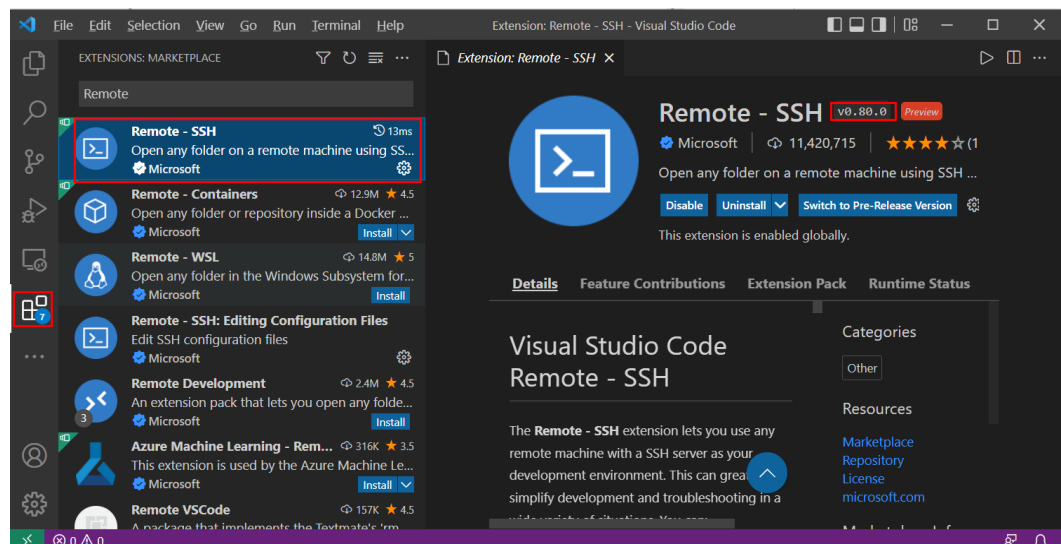 File Edit Selection View Go Run Terminal Help
Extension: Remote - SSH - Visual Studio Code
EXTENSIONS: MARKETPLACE
Remote
Remote - SSH 13ms
Open any folder on a remote machine using SS...
Microsoft
Remote - Containers 12.9M ★ 4.5
Open any folder or repository inside a Docker ...
Microsoft Install
Remote - WSL 14.8M ★ 5
Open any folder in the Windows Subsystem for...
Microsoft Install
Remote - SSH: Editing Configuration Files
Edit SSH configuration files
Microsoft
Remote Development 2.4M ★ 4.5
An extension pack that lets you open any folde...
3 Microsoft Install
Azure Machine Learning - Rem... 316K ★ 3.5
This extension is used by the Azure Machine Le...
Microsoft Install
Remote VSCode 157K ★ 4.5
A package that implements the Textmate's 'rm
7
0 0
Extension: Remote - SSH
Remote - SSH v0.80.0 Preview
Microsoft 11,420,715 ★★★★☆(1
Open any folder on a remote machine using SSH ...
Disable Uninstall Switch to Pre-Release Version
This extension is enabled globally.
Details Feature Contributions Extension Pack Runtime Status
Visual Studio Code
Remote - SSH
The Remote - SSH extension lets you use any
remote machine with a SSH server as your
development environment. This can
simplify development and troubleshooting in a
Categories
Other
Resources
Marketplace
Repository
License
microsoft.com